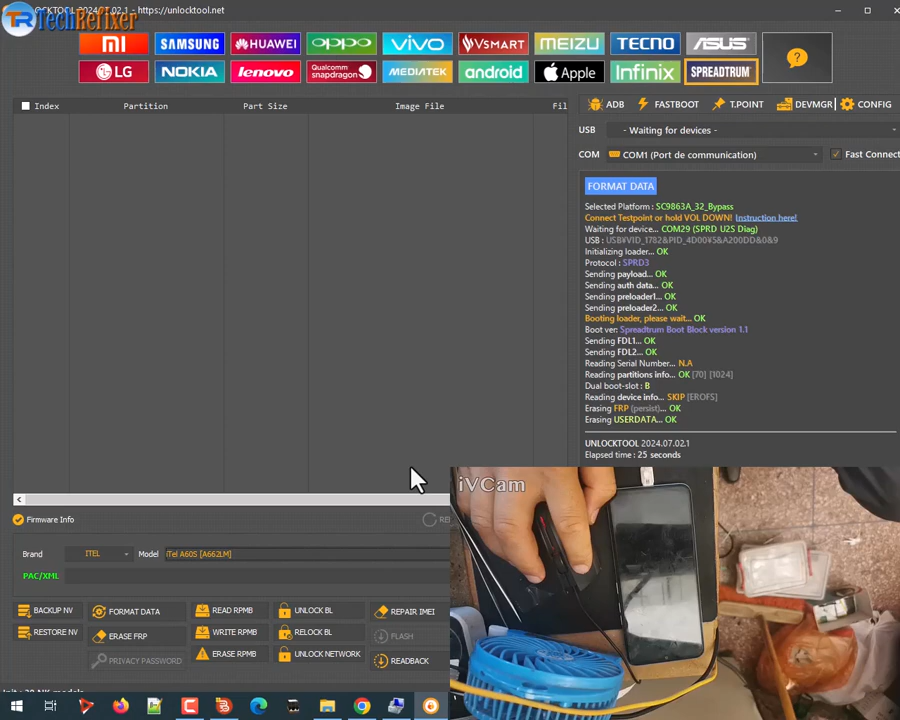 TR TechRefixer
LOCKTOOL 2024.07.02.1 - https://unlocktool.net
mi SAMSUNG HUAWEI oppo vivo VSMART MEIZU TECNO ASUS
LG NOKIA lenovo Qualcomm snapdragon MEDIATEK android Apple Infinix SPREADTRUM
?
Index Partition Part Size Image File Fil
ADB FASTBOOT T.POINT DEVMGR CONFIG
USB - Waiting for devices -
COM COM1 (Port de communication) Fast Connect
FORMAT DATA
Selected Platform : SC9863A_32_Bypass
Connect Testpoint or hold VOL DOWN! Instruction here!
Waiting for device... COM29 (SPRD U2S Diag)
USB : USB¥VID_1782&PID_4D00¥5&A200DD&0&9
Initializing loader... OK
Protocol : SPRD3
Sending payload... OK
Sending auth data... OK
Sending preloader1... OK
Sending preloader2... OK
Booting loader, please wait... OK
Boot ver: Spreadtrum Boot Block version 1.1
Sending FDL1... OK
Sending FDL2... OK
Reading Serial Number... N.A
Reading partitions info... OK [70] [1024]
Dual boot-slot : B
Reading device info... SKIP [EROFS]
Erasing FRP (persist)... OK
Erasing USERDATA... OK
UNLOCKTOOL 2024.07.02.1
Elapsed time : 25 seconds
iVCam
Firmware Info
RE
Brand ITEL Model iTel A60S [A662LM]
PAC/XML
BACKUP NV FORMAT DATA READ RPMB UNLOCK BL REPAIR IMEI
RESTORE NV ERASE FRP WRITE RPMB RELOCK BL FLASH
PRIVACY PASSWORD ERASE RPMB UNLOCK NETWORK READBACK